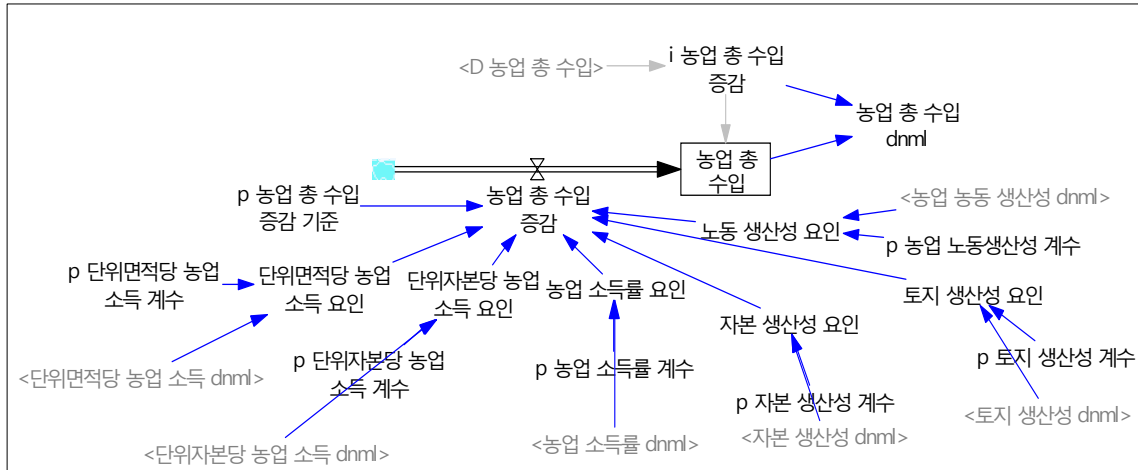 <D 농업 총 수입>
i 농업 총 수입
증감
농업 총 수입
dnml
농업 총
수입
p 농업 총 수입
증감 기준
농업 총 수입
증감
<농업 농동 생산성 dnml>
노동 생산성 요인
p 농업 노동생산성 계수
p 단위면적당 농업
소득 계수
단위면적당 농업
소득 요인
단위자본당 농업
소득 요인
농업 소득률 요인
토지 생산성 요인
자본 생산성 요인
<단위면적당 농업 소득 dnml>
p 단위자본당 농업
소득 계수
p 농업 소득률 계수
p 토지 생산성 계수
p 자본 생산성 계수
<토지 생산성 dnml>
<단위자본당 농업 소득 dnml>
<농업 소득률 dnml>
<자본 생산성 dnml>